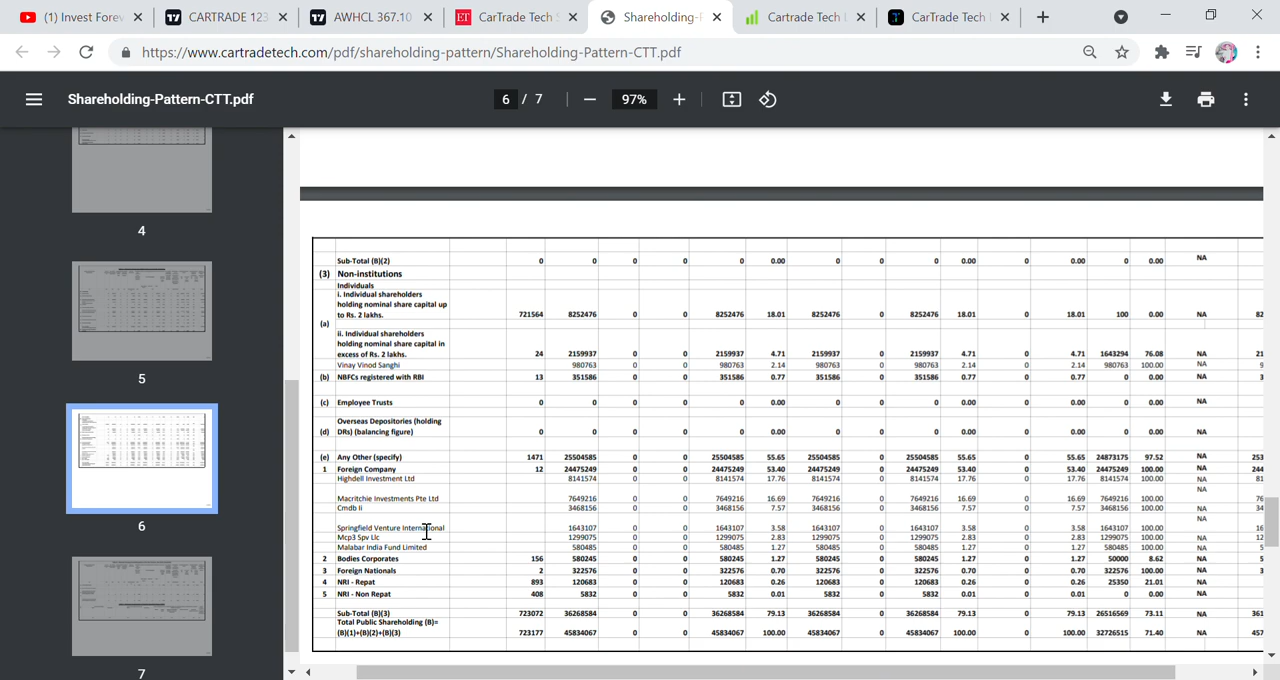 (1) Invest Forev
CARTRADE 123
AWHCL 367.10
CarTrade Tech S
Shareholding-P
Cartrade Tech L
CarTrade Tech L
https://www.cartradetech.com/pdf/shareholding-pattern/Shareholding-Pattern-CTT.pdf
Shareholding-Pattern-CTT.pdf
6 / 7
97%
4
5
6
7
Sub-Total (B)(2) 0 0 0 0 0 0.00 0 0 0 0.00 0 0.00 0 0.00 NA
(3) Non-institutions
Individuals
i. Individual shareholders
holding nominal share capital up
to Rs. 2 lakhs. 721564 8252476 0 0 8252476 18.01 8252476 0 8252476 18.01 0 18.01 100 0.00 NA 82
(a)
ii. Individual shareholders
holding nominal share capital in
excess of Rs. 2 lakhs. 24 2159937 0 0 2159937 4.71 2159937 0 2159937 4.71 0 4.71 1643294 76.08 NA 21
Vinay Vinod Sanghi 980763 0 0 980763 2.14 980763 0 980763 2.14 0 2.14 980763 100.00 NA 9
(b) NBFCs registered with RBI 13 351586 0 0 351586 0.77 351586 0 351586 0.77 0 0.77 0 0.00 NA 3
(c) Employee Trusts 0 0 0 0 0 0.00 0 0 0 0.00 0 0.00 0 0.00 NA
Overseas Depositories (holding
(d) DRs) (balancing figure) 0 0 0 0 0 0.00 0 0 0 0.00 0 0.00 0 0.00 NA
(e) Any Other (specify) 1471 25504585 0 0 25504585 55.65 25504585 0 25504585 55.65 0 55.65 24873175 97.52 NA 253
1 Foreign Company 12 24475249 0 0 24475249 53.40 24475249 0 24475249 53.40 0 53.40 24475249 100.00 NA 244
Highdell Investment Ltd 8141574 0 0 8141574 17.76 8141574 0 8141574 17.76 0 17.76 8141574 100.00 NA 81
NA
Macritchie Investments Pte Ltd 7649216 0 0 7649216 16.69 7649216 0 7649216 16.69 0 16.69 7649216 100.00 76
Cmdb Ii 3468156 0 0 3468156 7.57 3468156 0 3468156 7.57 0 7.57 3468156 100.00 NA 34
NA
Springfield Venture International 1643107 0 0 1643107 3.58 1643107 0 1643107 3.58 0 3.58 1643107 100.00 16
Mcp3 Spv Llc 1299075 0 0 1299075 2.83 1299075 0 1299075 2.83 0 2.83 1299075 100.00 NA 12
Malabar India Fund Limited 580485 0 0 580485 1.27 580485 0 580485 1.27 0 1.27 580485 100.00 NA 5
2 Bodies Corporates 156 580245 0 0 580245 1.27 580245 0 580245 1.27 0 1.27 50000 8.62 NA 5
3 Foreign Nationals 2 322576 0 0 322576 0.70 322576 0 322576 0.70 0 0.70 322576 100.00 NA 3
4 NRI - Repat 893 120683 0 0 120683 0.26 120683 0 120683 0.26 0 0.26 25350 21.01 NA
5 NRI - Non Repat 408 5832 0 0 5832 0.01 5832 0 5832 0.01 0 0.01 0 0.00 NA
Sub-Total (B)(3) 723072 36268584 0 0 36268584 79.13 36268584 0 36268584 79.13 0 79.13 26516569 73.11 NA 361
Total Public Shareholding (B)=
(B)(1)+(B)(2)+(B)(3) 723177 45834067 0 0 45834067 100.00 45834067 0 45834067 100.00 0 100.00 32726515 71.40 NA 457